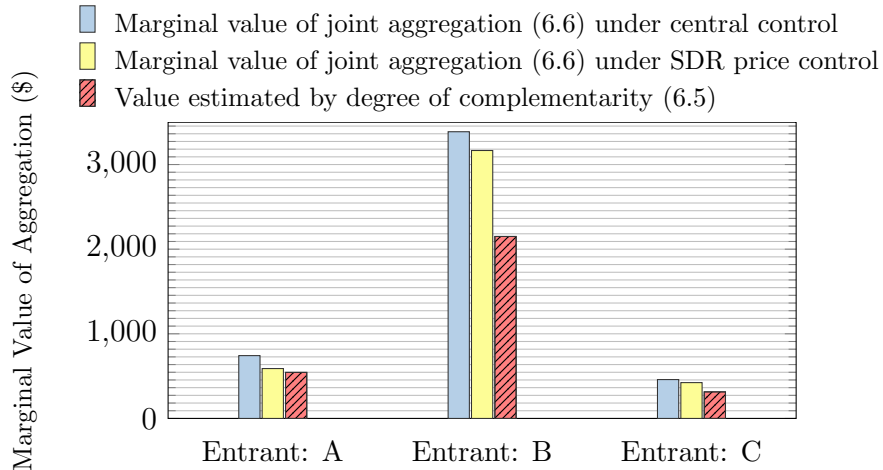 Marginal value of joint aggregation (6.6) under central control
Marginal value of joint aggregation (6.6) under SDR price control
Value estimated by degree of complementarity (6.5)
Marginal Value of Aggregation ($)
3,000
2,000
1,000
0
Entrant: A
Entrant: B
Entrant: C